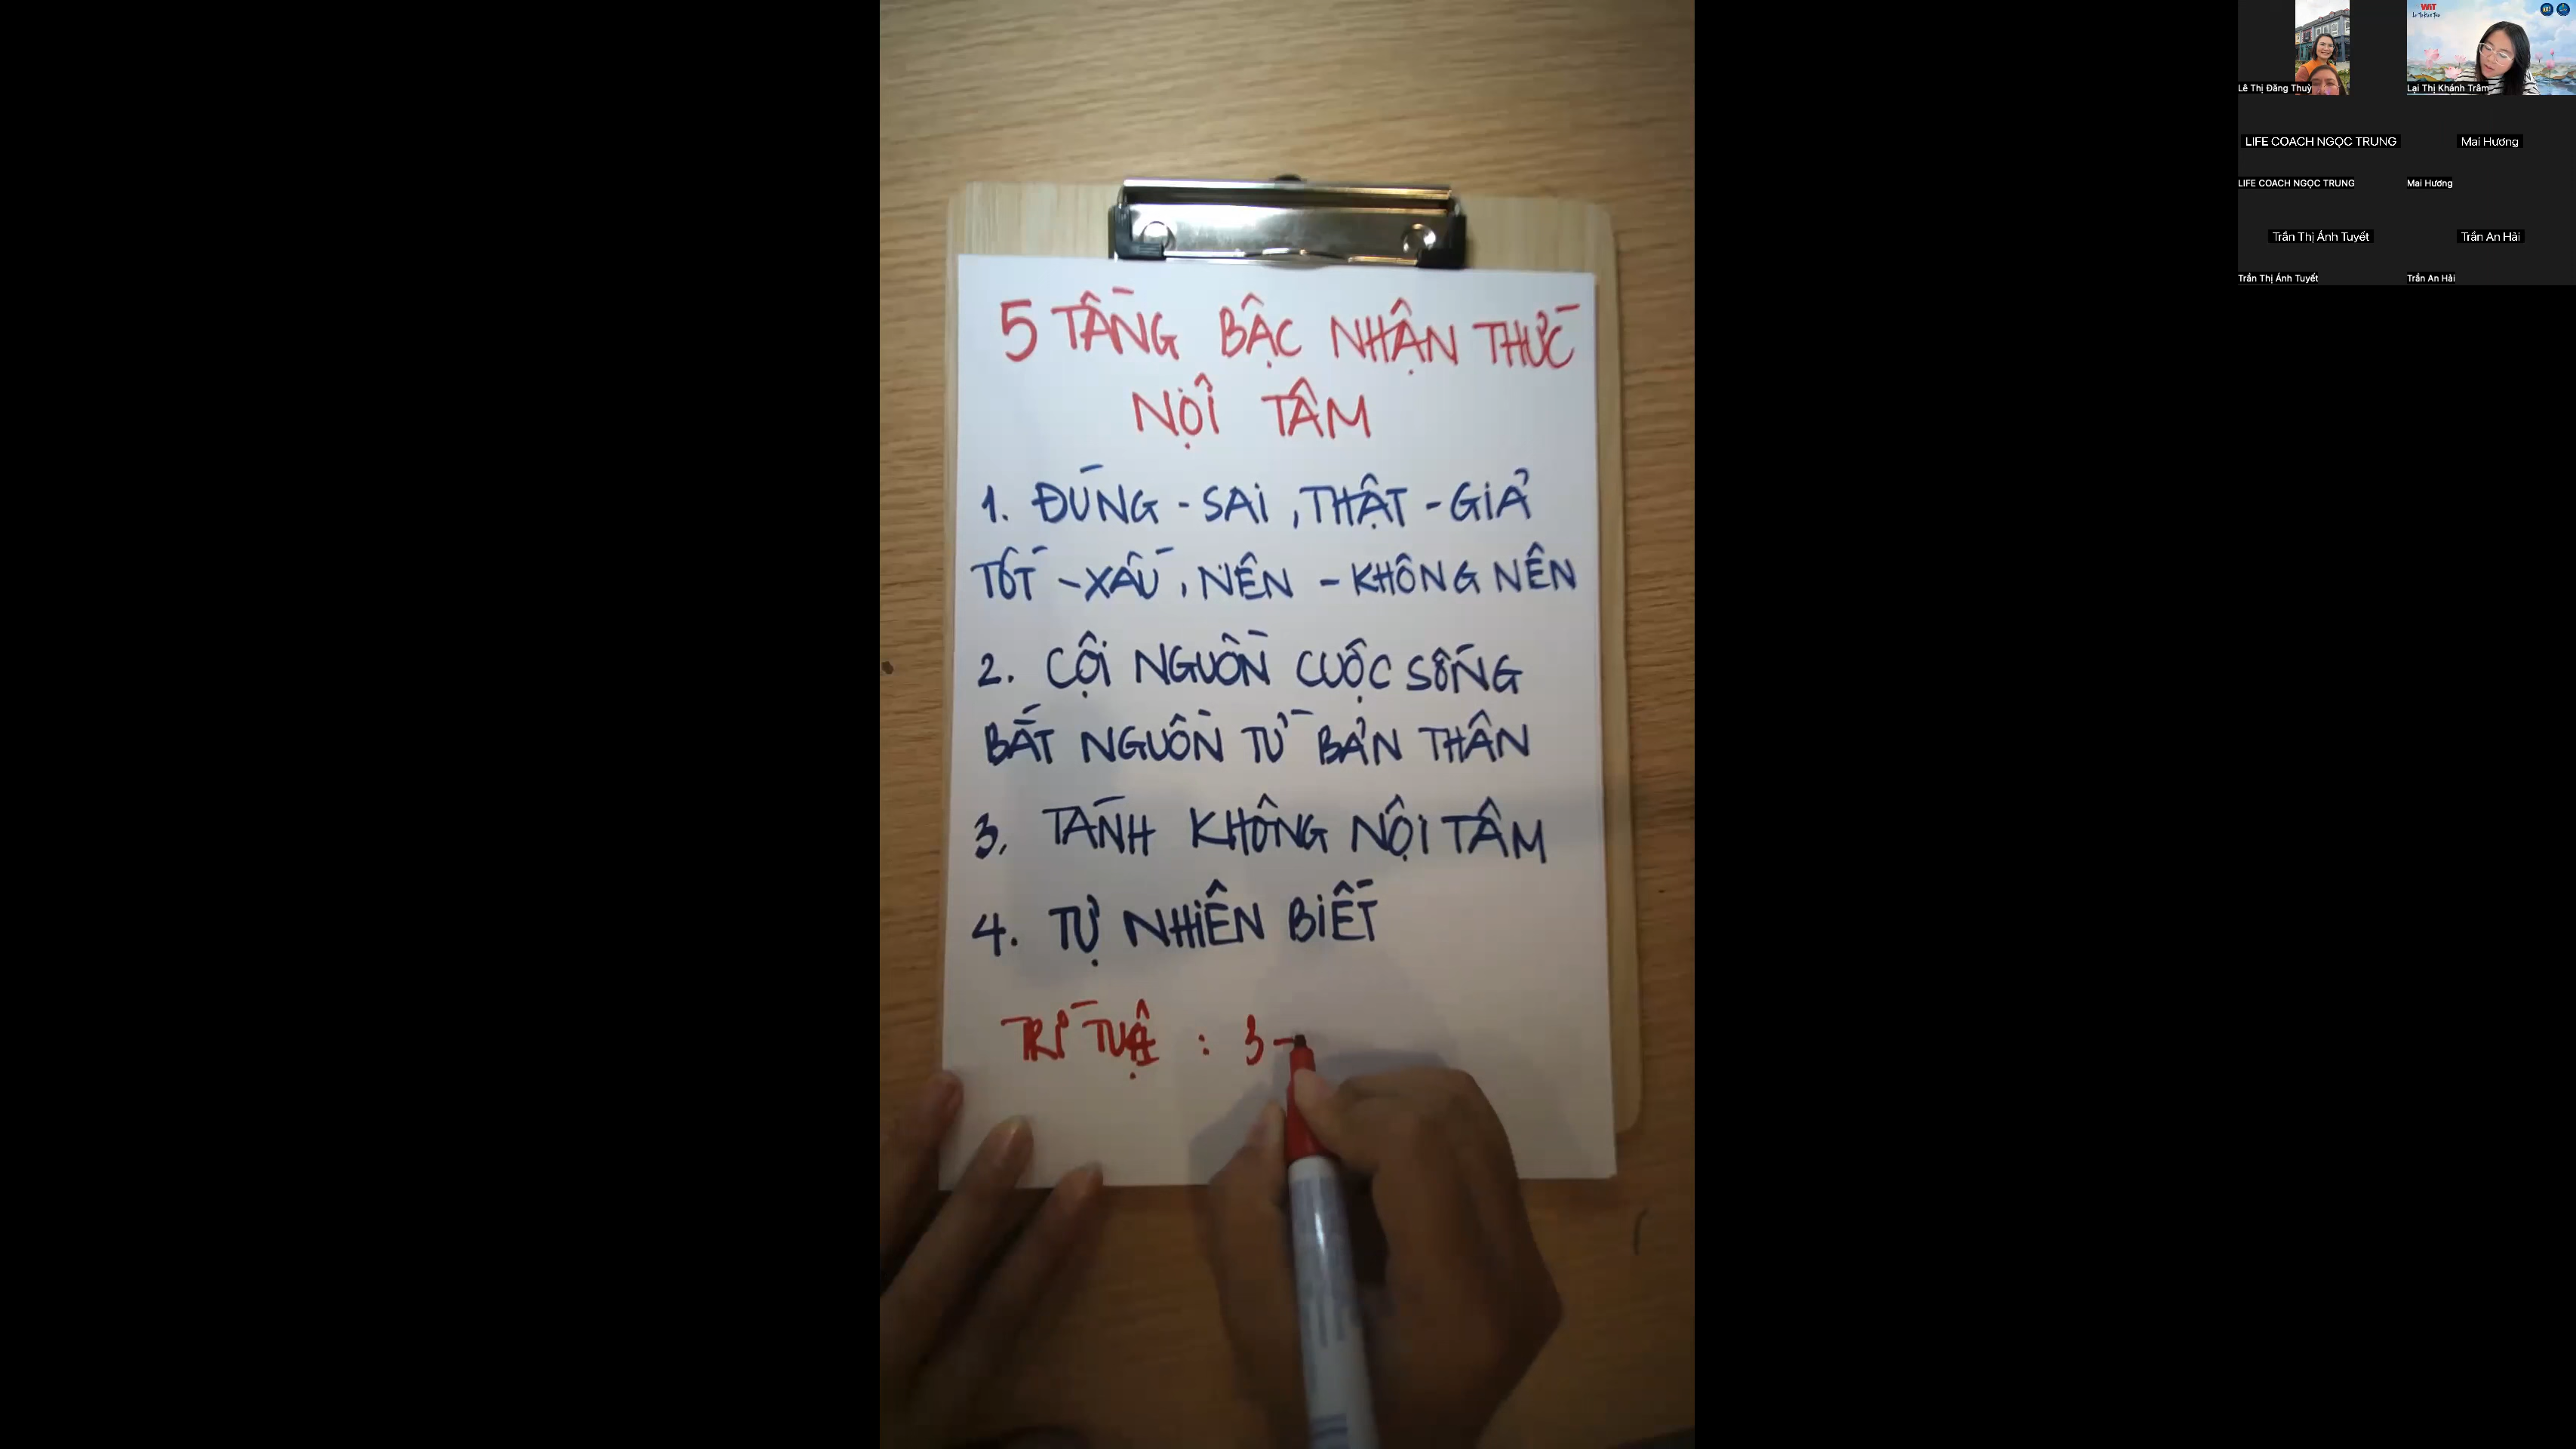 5 TẦNG BẬC NHẬN THỨC
NỘI TÂM
1. ĐÚNG - SAI, THẬT - GIẢ
TỐT - XẤU, NÊN - KHÔNG NÊN
2. CỘI NGUỒN CUỘC SỐNG
BẮT NGUỒN TỪ BẢN THÂN
3. TÁNH KHÔNG NỘI TÂM
4. TỰ NHIÊN BIẾT
TRÍ TUỆ : 3 -
WiT
Lê Thị Đăng Thuỳ
Lại Thị Khánh Trâm
LIFE COACH NGỌC TRUNG
Mai Hương
LIFE COACH NGỌC TRUNG
Mai Hương
Trần Thị Ánh Tuyết
Trần An Hải
Trần Thị Ánh Tuyết
Trần An Hải